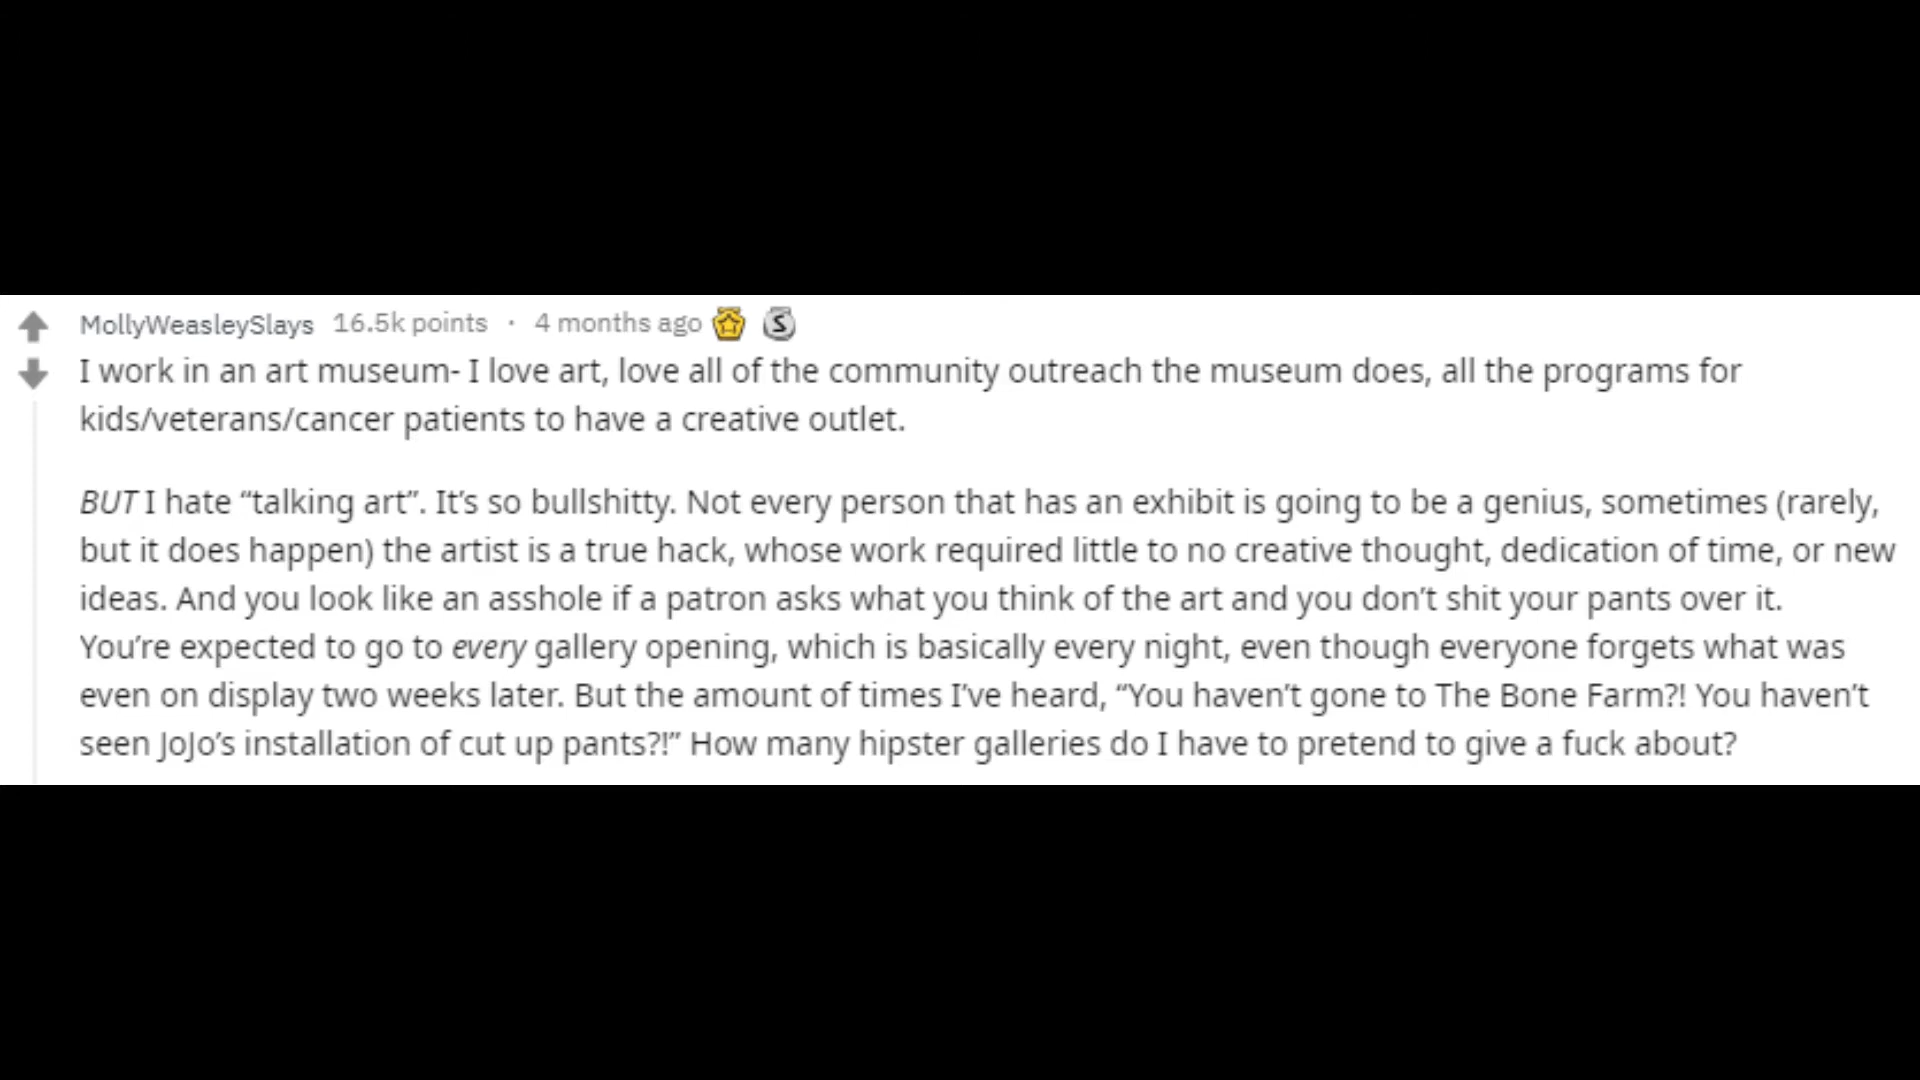 MollyWeasleySlays 16.5k points · 4 months ago
I work in an art museum- I love art, love all of the community outreach the museum does, all the programs for
kids/veterans/cancer patients to have a creative outlet.
BUT I hate “talking art”. It’s so bullshitty. Not every person that has an exhibit is going to be a genius, sometimes (rarely,
but it does happen) the artist is a true hack, whose work required little to no creative thought, dedication of time, or new
ideas. And you look like an asshole if a patron asks what you think of the art and you don’t shit your pants over it.
You’re expected to go to every gallery opening, which is basically every night, even though everyone forgets what was
even on display two weeks later. But the amount of times I’ve heard, “You haven’t gone to The Bone Farm?! You haven’t
seen JoJo’s installation of cut up pants?!” How many hipster galleries do I have to pretend to give a fuck about?